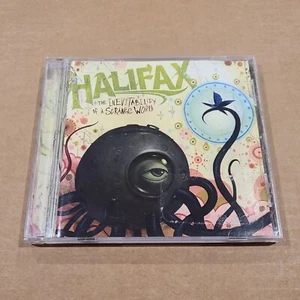 HALIFAX
& THE INEVITABILITY
OF A STRANGE WORLD